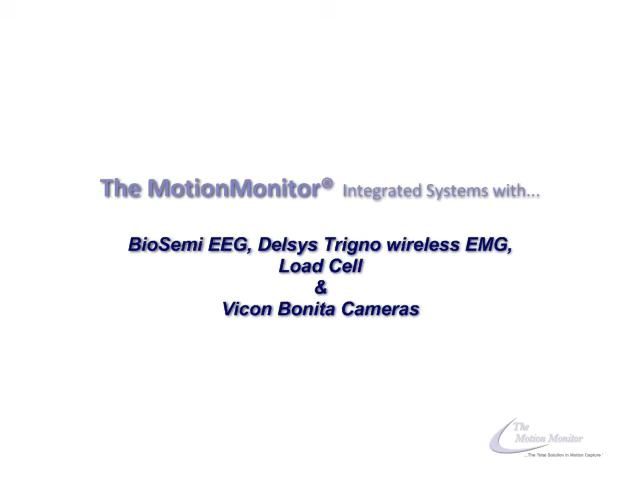 The MotionMonitor® Integrated Systems with...
BioSemi EEG, Delsys Trigno wireless EMG,
Load Cell
&
Vicon Bonita Cameras
The
Motion Monitor
...The Total Solution in Motion Capture